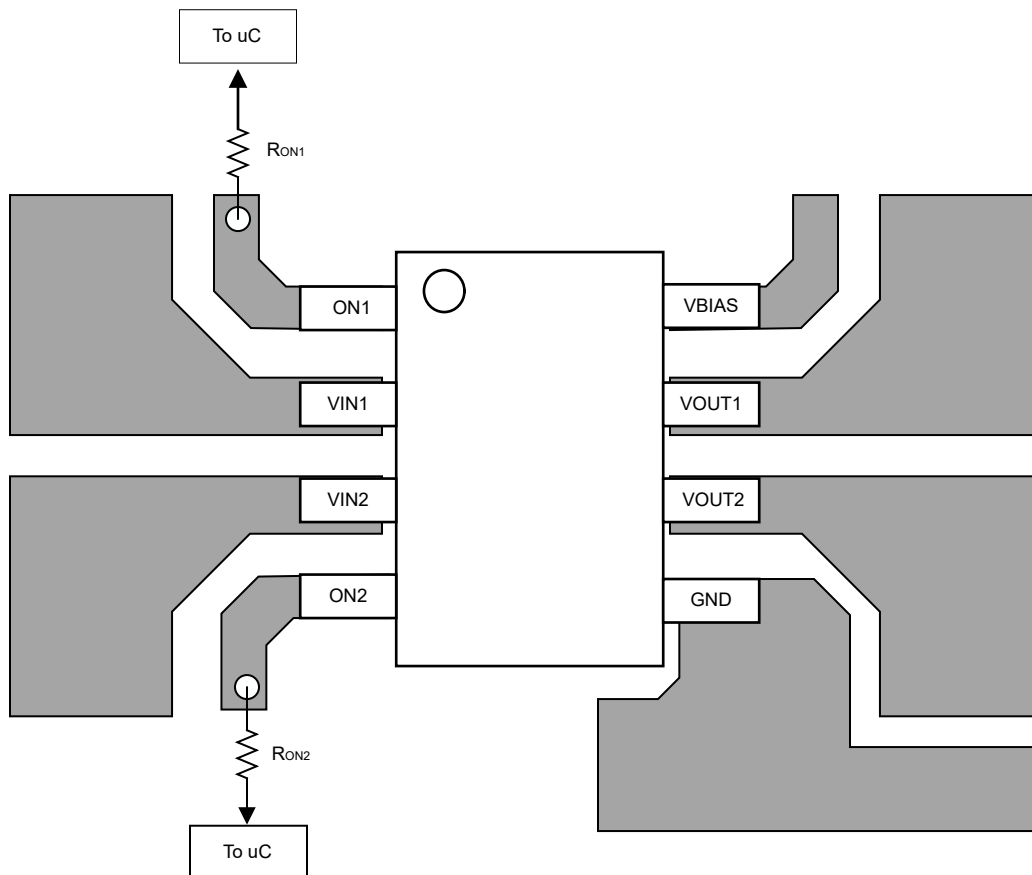 To uC
RON1
ON1
VBIAS
VIN1
VOUT1
VIN2
VOUT2
ON2
GND
RON2
To uC